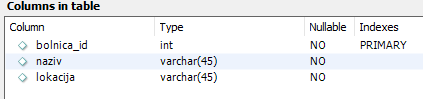 Columns in table
Column Type Nullable Indexes
bolnica_id int NO PRIMARY
naziv varchar(45) NO
lokacija varchar(45) NO